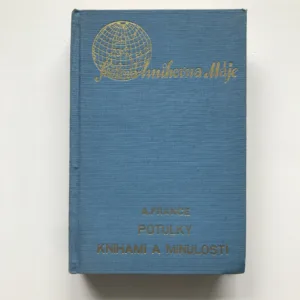 knihovna Máje
A. FRANCE
POTULKY
KNIHAMI A MINULOSTÍ